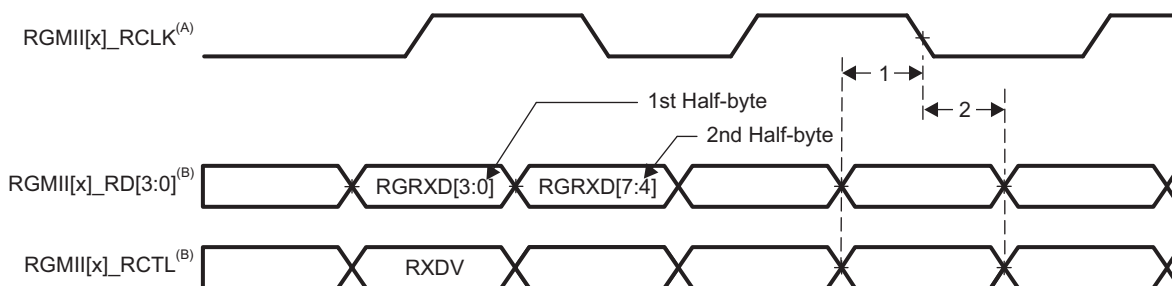 RGMII[x]_RCLK(A)
1
1st Half-byte
2
2nd Half-byte
RGMII[x]_RD[3:0](B)
RGRXD[3:0]
RGRXD[7:4]
RGMII[x]_RCTL(B)
RXDV